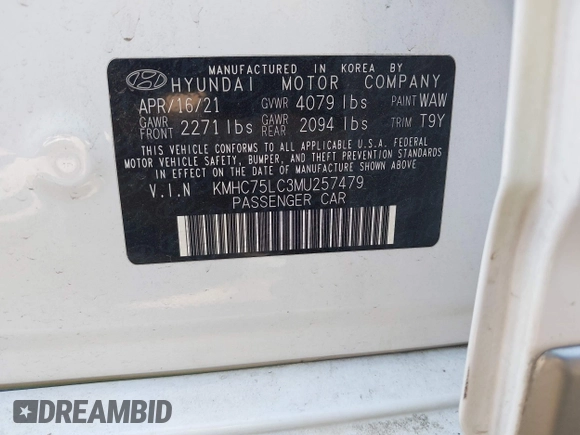 MANUFACTURED IN KOREA BY
HYUNDAI MOTOR COMPANY
APR/16/21 GVWR 4079 lbs PAINT WAW
GAWR FRONT 2271 lbs GAWR REAR 2094 lbs TRIM T9Y
THIS VEHICLE CONFORMS TO ALL APPLICABLE U.S.A. FEDERAL
MOTOR VEHICLE SAFETY, BUMPER, AND THEFT PREVENTION STANDARDS
IN EFFECT ON THE DATE OF MANUFACTURE SHOWN ABOVE.
V.I.N KMHC75LC3MU257479
PASSENGER CAR
DREAMBID